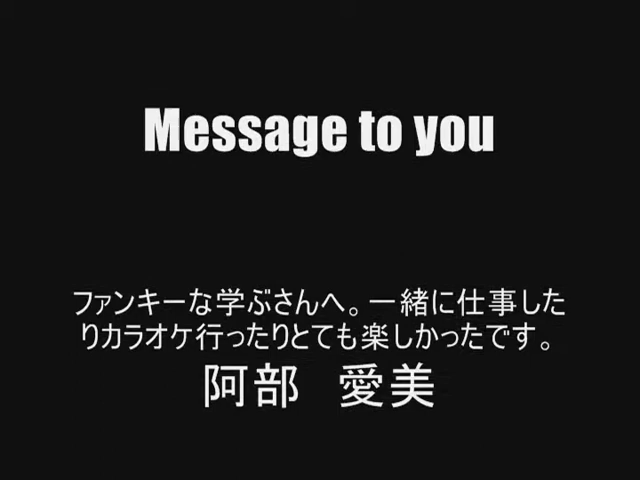 Message to you
ファンキーな学ぶさんへ。一緒に仕事した
りカラオケ行ったりとても楽しかったです。
阿部　愛美